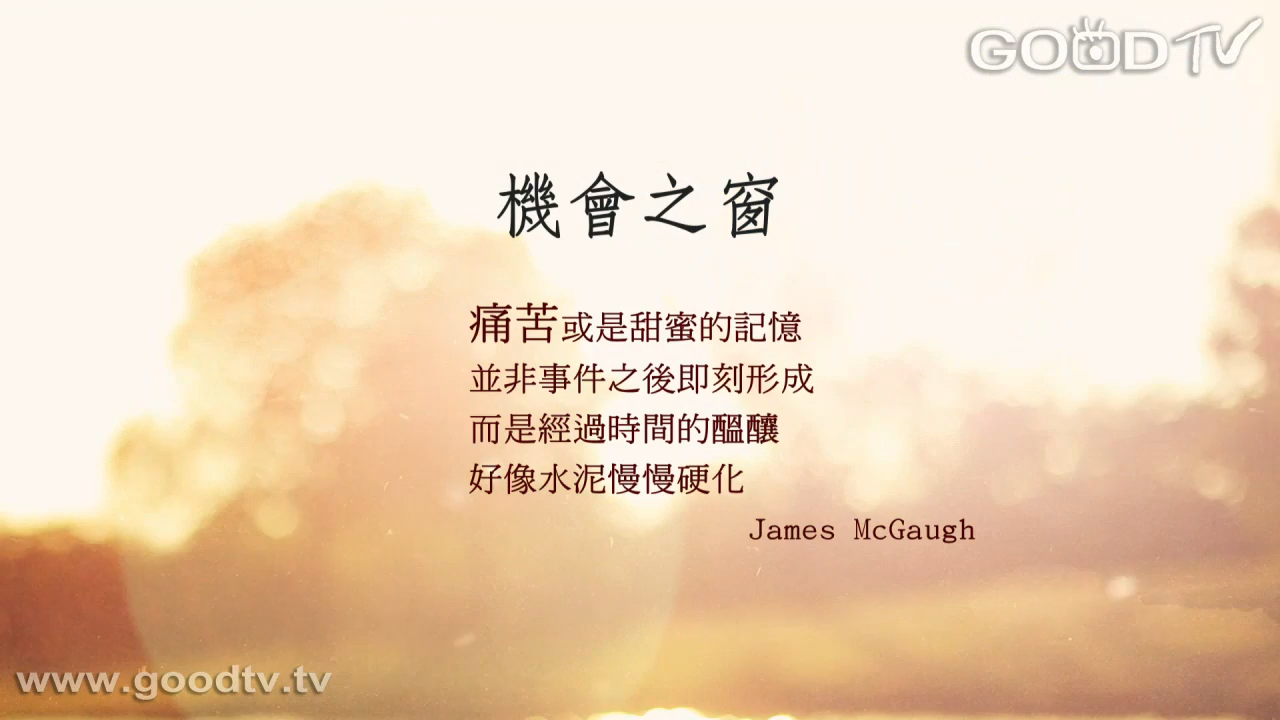 GOOD TV
機會之窗
痛苦或是甜蜜的記憶
並非事件之後即刻形成
而是經過時間的醞釀
好像水泥慢慢硬化
James McGaugh
www.goodtv.tv